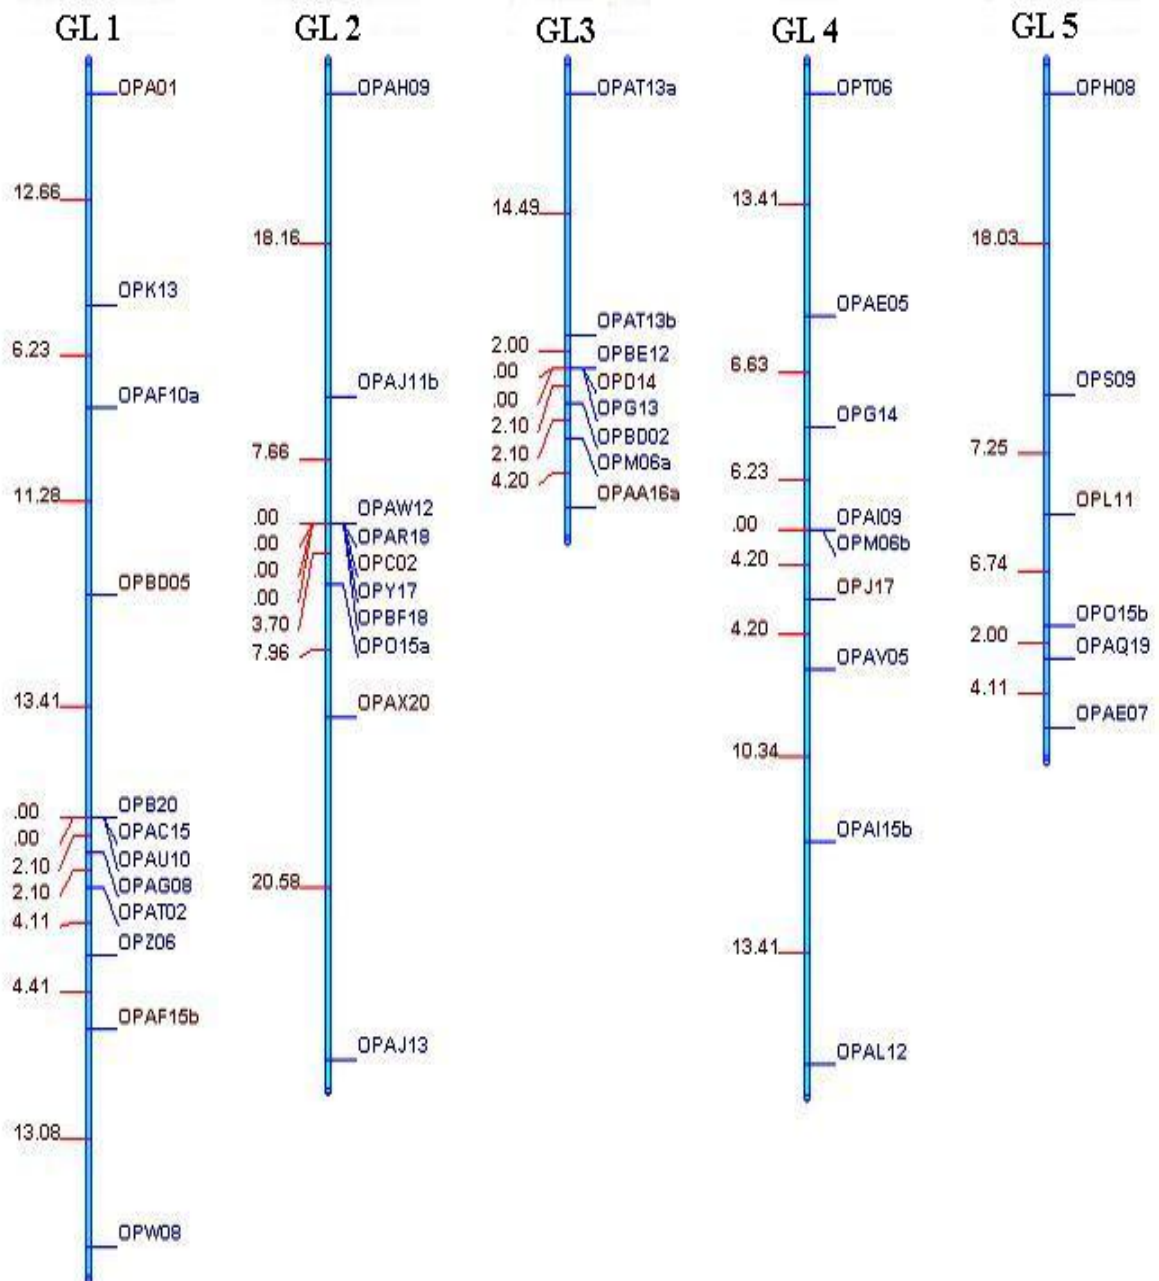 GL 1
GL 2
GL3
GL 4
GL 5
OPA01
12.66
OPK13
6.23
OPAF10a
11.28
OPBD05
13.41
OPB20
.00
OPAC15
.00
OPAU10
2.10
OPAG08
2.10
OPAT02
4.11
OPZ06
4.41
OPAF15b
13.08
OPW08
OPAH09
18.16
OPAJ11b
7.66
OPAW12
.00
OPAR18
.00
OPC02
.00
OPY17
.00
OPBF18
3.70
OPO15a
7.96
OPAX20
20.58
OPAJ13
OPAT13a
14.49
OPAT13b
2.00
OPBE12
.00
OPD14
.00
OPG13
2.10
OPBD02
2.10
OPM06a
4.20
OPAA16a
OPT06
13.41
OPAE05
6.63
OPG14
6.23
OPAI09
.00
OPM06b
4.20
OPJ17
4.20
OPAV05
10.34
OPAI15b
13.41
OPAL12
OPH08
18.03
OPS09
7.25
OPL11
6.74
OPO15b
2.00
OPAQ19
4.11
OPAE07